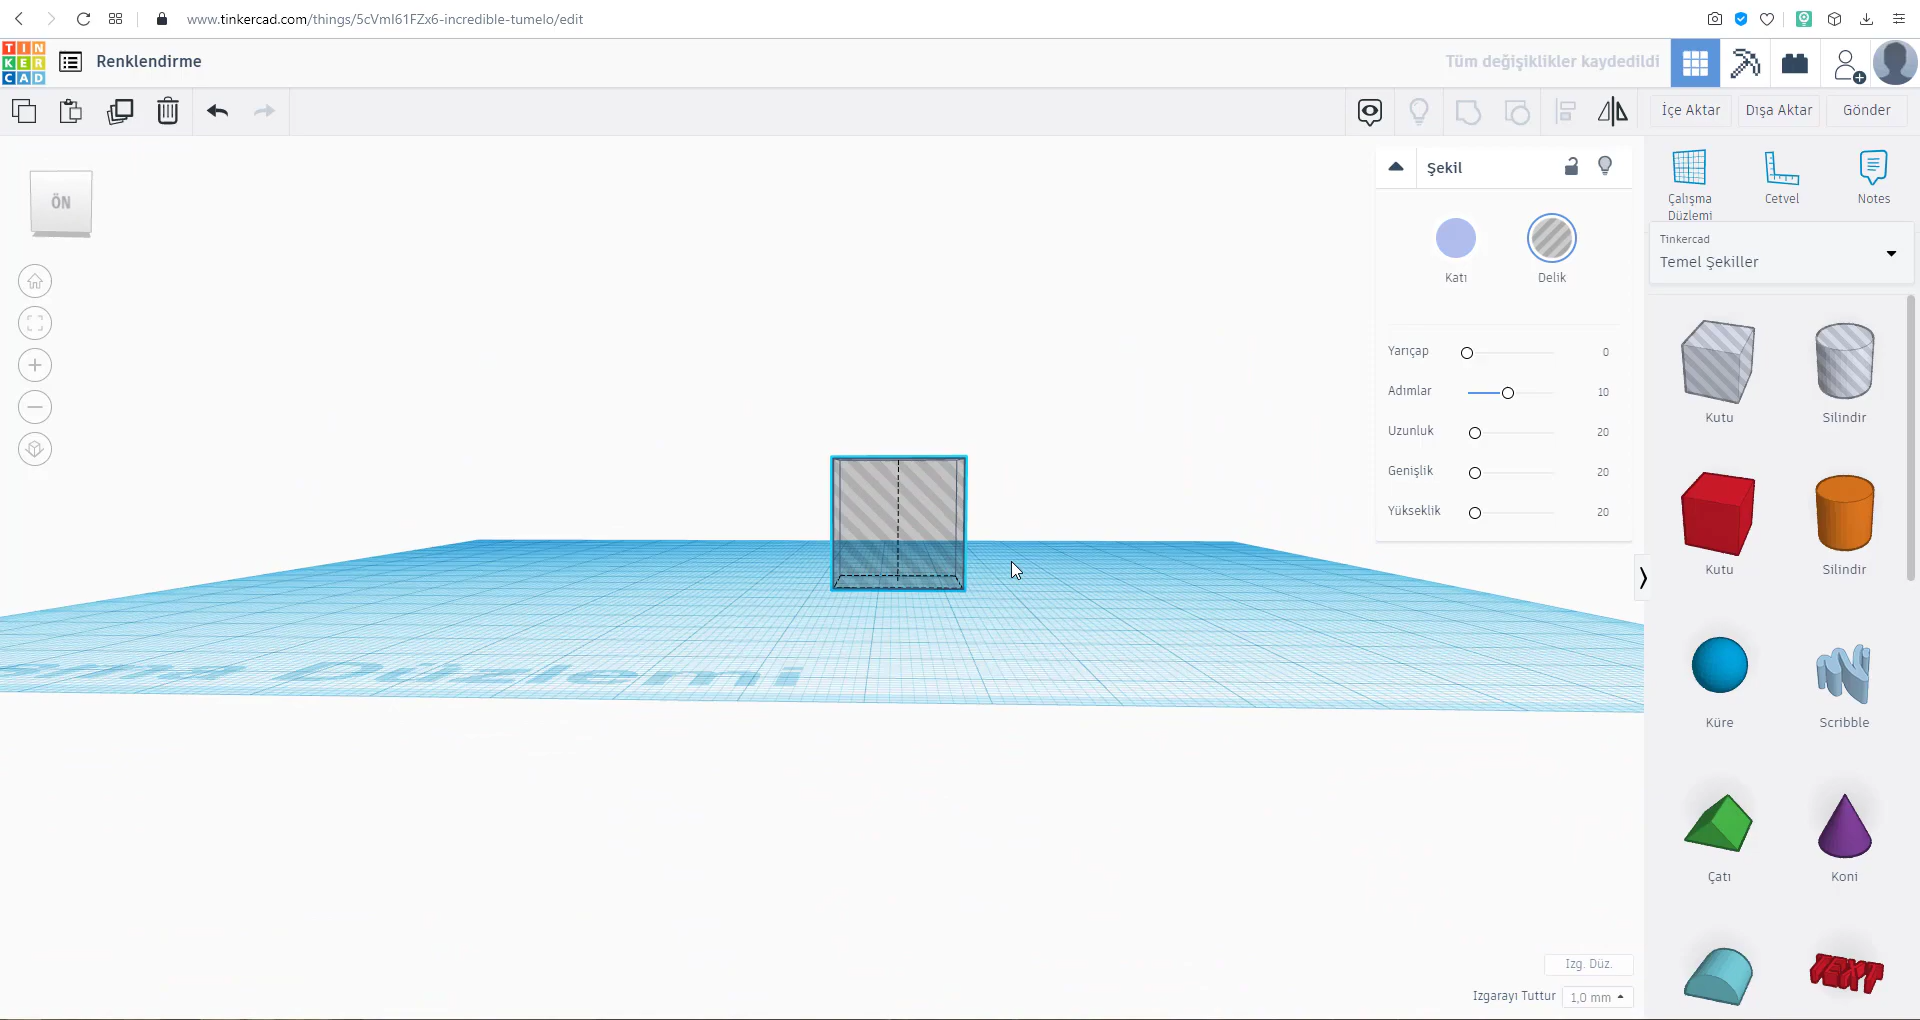 www.tinkercad.com/things/5cVml61FZx6-incredible-tumelo/edit
TIN
KER
CAD
Renklendirme
Tüm değişiklikler kaydedildi
İçe Aktar
Dışa Aktar
Gönder
ÖN
Şekil
Katı
Delik
Yarıçap 0
Adımlar 10
Uzunluk 20
Genişlik 20
Yükseklik 20
Çalışma
Düzlemi
Cetvel
Notes
Tinkercad
Temel Şekiller
Kutu
Silindir
Kutu
Silindir
Küre
Scribble
Çatı
Koni
TEXT
Düzlemi
Izg. Düz.
Izgarayı Tuttur 1,0 mm